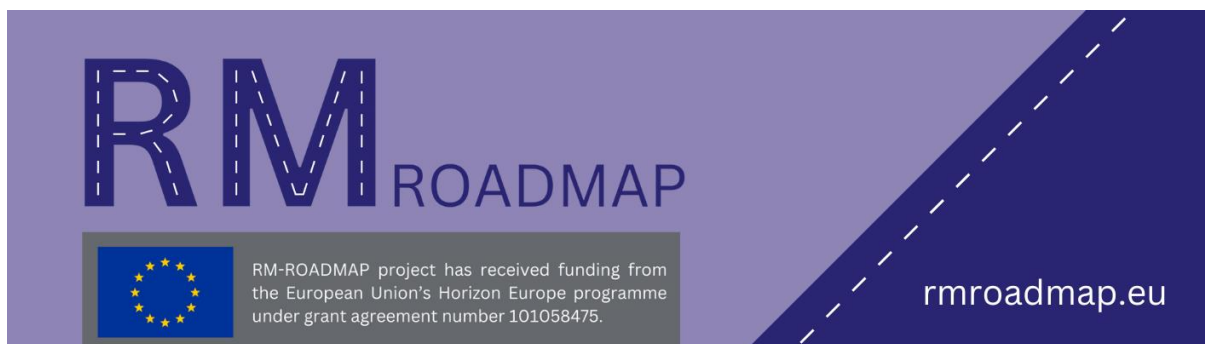 RM ROADMAP
RM-ROADMAP project has received funding from
the European Union's Horizon Europe programme
under grant agreement number 101058475.
rmroadmap.eu